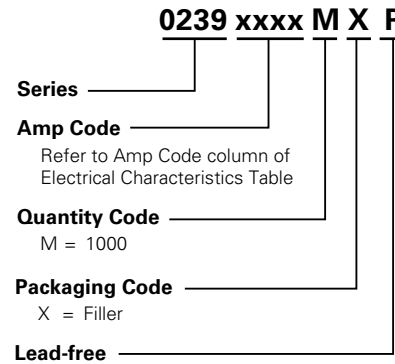 0239 xxxx M X
Series
Amp Code
Refer to Amp Code column of
Electrical Characteristics Table
Quantity Code
M = 1000
Packaging Code
X = Filler
Lead-free